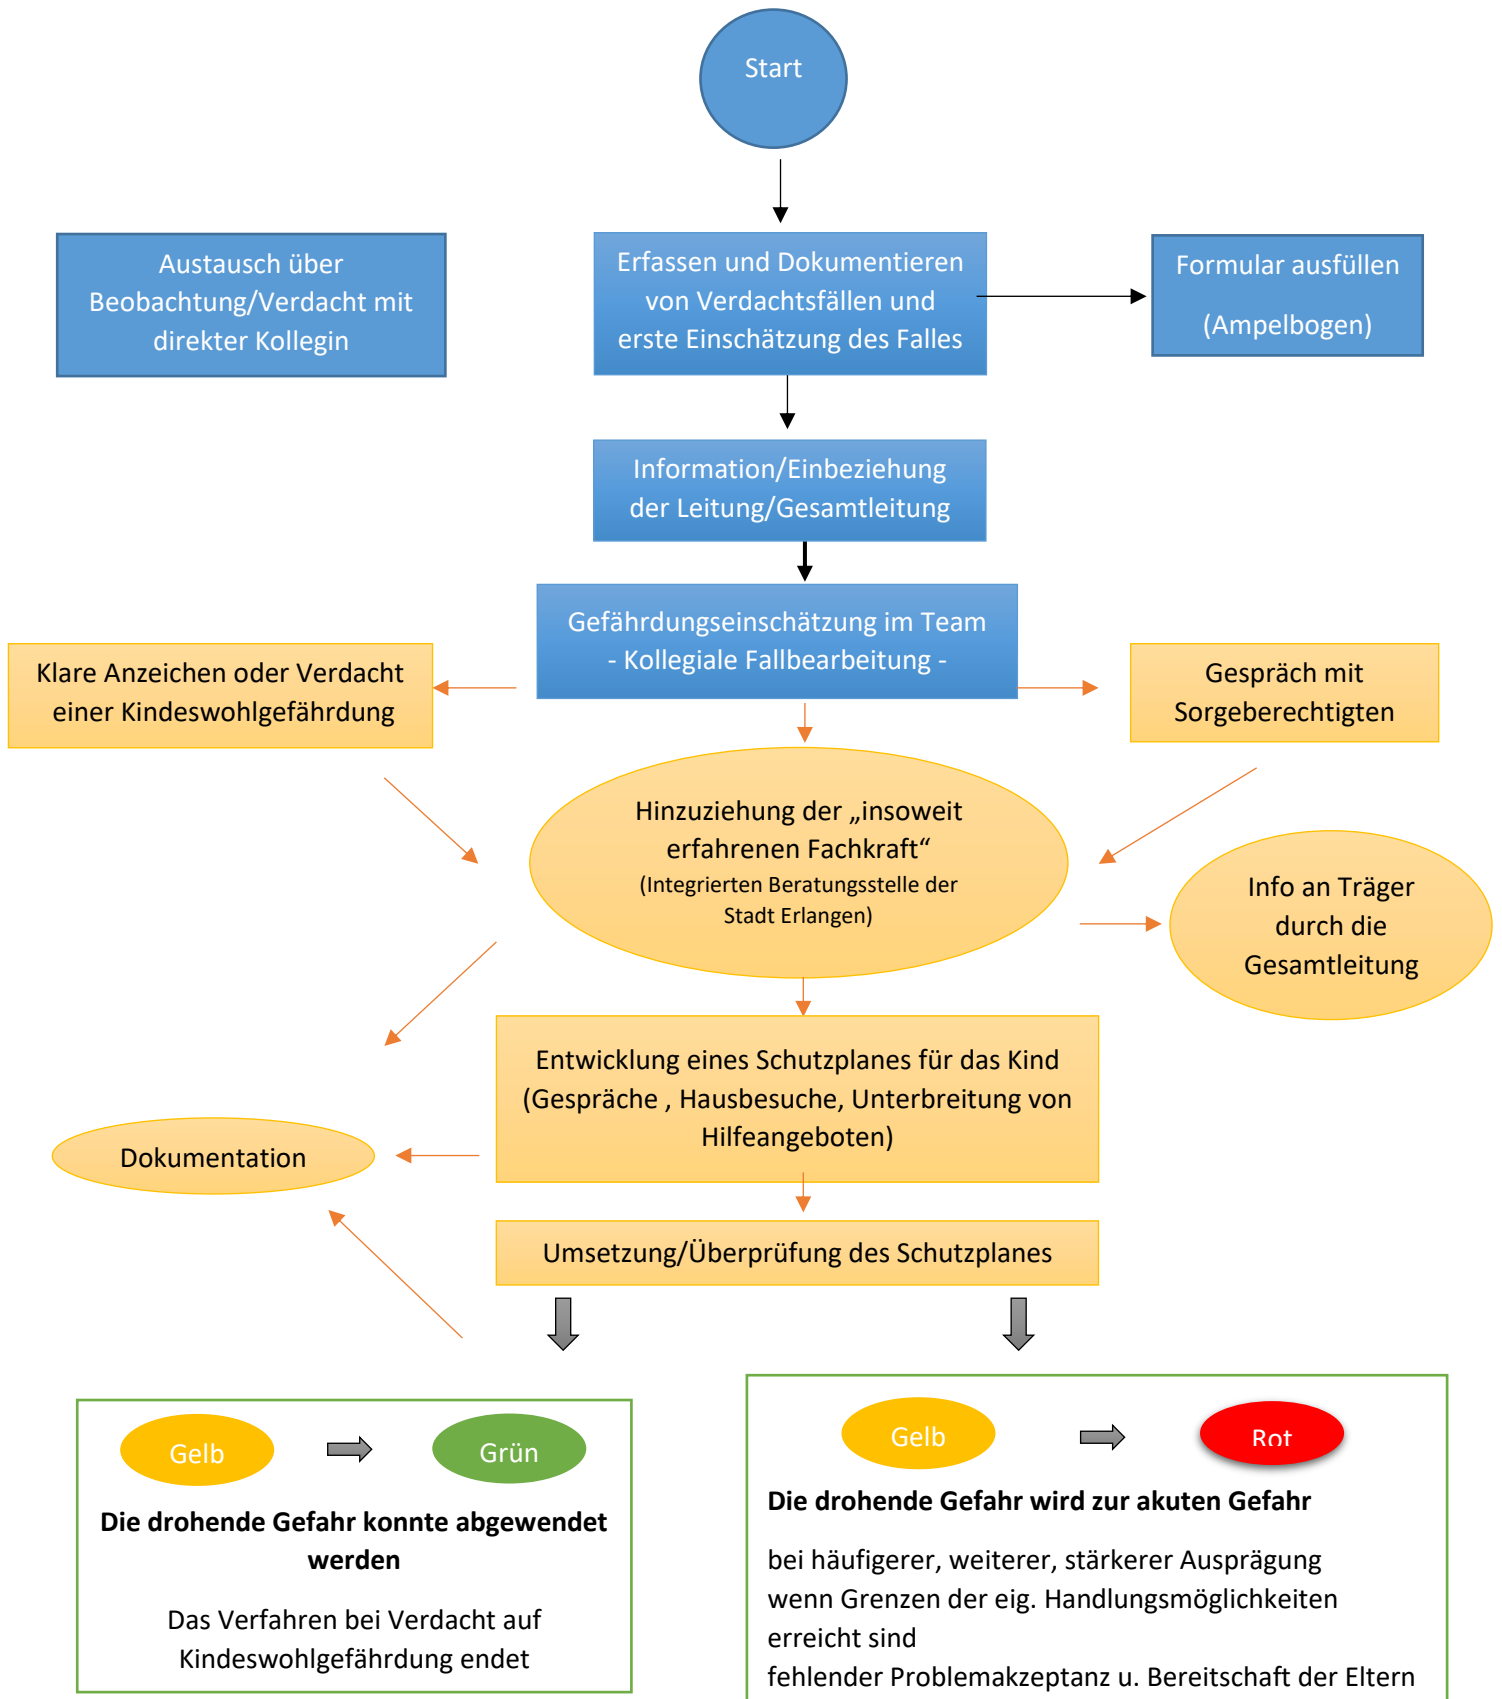 Start
Austausch über
Beobachtung/Verdacht mit
direkter Kollegin
Erfassen und Dokumentieren
von Verdachtsfällen und
erste Einschätzung des Falles
Formular ausfüllen
(Ampelbogen)
Information/Einbeziehung
der Leitung/Gesamtleitung
Gefährdungseinschätzung im Team
- Kollegiale Fallbearbeitung -
Klare Anzeichen oder Verdacht
einer Kindeswohlgefährdung
Gespräch mit
Sorgeberechtigten
Hinzuziehung der „insoweit
erfahrenen Fachkraft“
(Integrierten Beratungsstelle der
Stadt Erlangen)
Info an Träger
durch die
Gesamtleitung
Entwicklung eines Schutzplanes für das Kind
(Gespräche , Hausbesuche, Unterbreitung von
Hilfeangeboten)
Dokumentation
Umsetzung/Überprüfung des Schutzplanes
Gelb
Grün
Die drohende Gefahr konnte abgewendet
werden
Das Verfahren bei Verdacht auf
Kindeswohlgefährdung endet
Gelb
Rot
Die drohende Gefahr wird zur akuten Gefahr
bei häufigerer, weiterer, stärkerer Ausprägung
wenn Grenzen der eig. Handlungsmöglichkeiten
erreicht sind
fehlender Problemakzeptanz u. Bereitschaft der Eltern